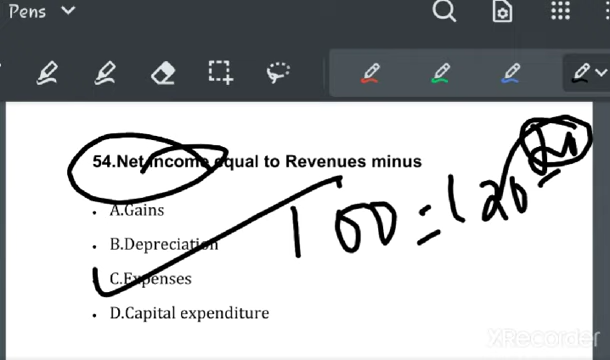 Pens
54.Net Income equal to Revenues minus
A.Gains
B.Depreciation
C.Expenses
D.Capital expenditure
100=120-
XRecorder